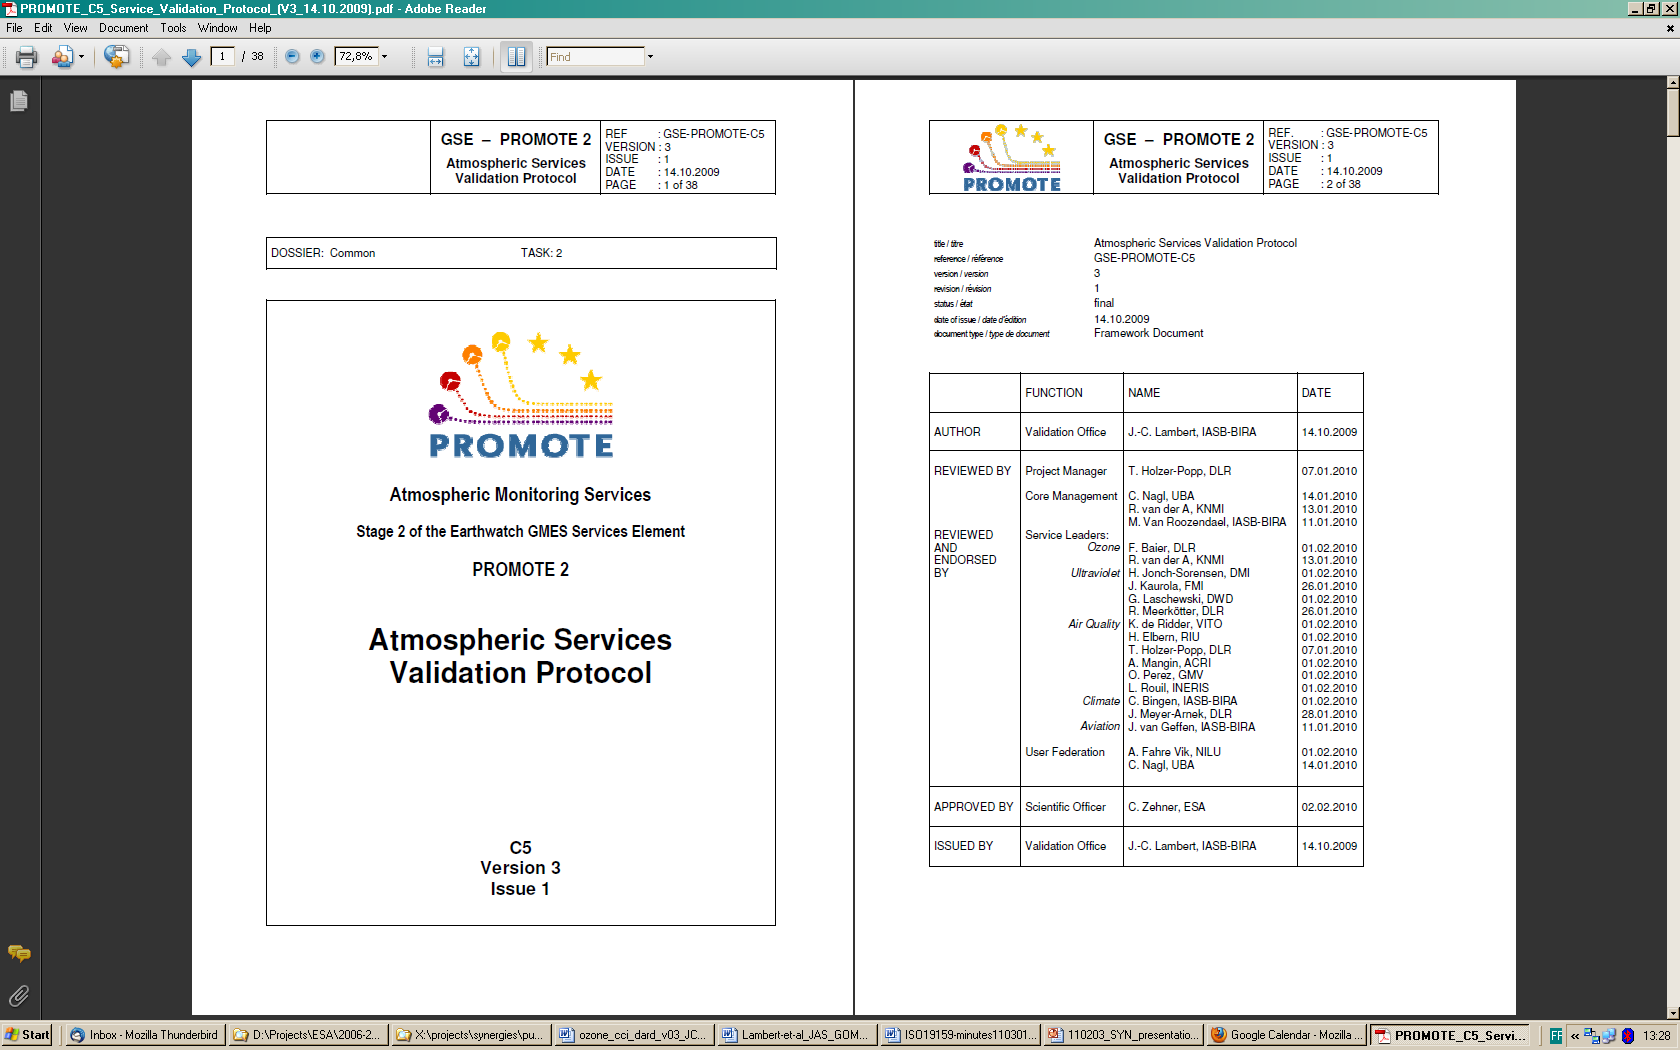 PROMOTE_C5_Service_Validation_Protocol_(V3_14.10.2009).pdf - Adobe Reader
File Edit View Document Tools Window Help
1 / 38 72,8% Find
GSE – PROMOTE 2
Atmospheric Services
Validation Protocol
REF : GSE-PROMOTE-C5
VERSION : 3
ISSUE : 1
DATE : 14.10.2009
PAGE : 1 of 38
DOSSIER: Common TASK: 2
PROMOTE
Atmospheric Monitoring Services
Stage 2 of the Earthwatch GMES Services Element
PROMOTE 2
Atmospheric Services
Validation Protocol
C5
Version 3
Issue 1
PROMOTE
GSE – PROMOTE 2
Atmospheric Services
Validation Protocol
REF. : GSE-PROMOTE-C5
VERSION : 3
ISSUE : 1
DATE : 14.10.2009
PAGE : 2 of 38
title / titre Atmospheric Services Validation Protocol
reference / référence GSE-PROMOTE-C5
version / version 3
revision / révision 1
status / état final
date of issue / date d'édition 14.10.2009
document type / type de document Framework Document
FUNCTION NAME DATE
AUTHOR Validation Office J.-C. Lambert, IASB-BIRA 14.10.2009
REVIEWED BY Project Manager T. Holzer-Popp, DLR 07.01.2010
Core Management C. Nagl, UBA 14.01.2010
R. van der A, KNMI 13.01.2010
M. Van Roozendael, IASB-BIRA 11.01.2010
REVIEWED Service Leaders:
AND Ozone F. Baier, DLR 01.02.2010
ENDORSED R. van der A, KNMI 13.01.2010
BY Ultraviolet H. Jonch-Sorensen, DMI 01.02.2010
J. Kaurola, FMI 26.01.2010
G. Laschewski, DWD 01.02.2010
R. Meerkötter, DLR 26.01.2010
Air Quality K. de Ridder, VITO 01.02.2010
H. Elbern, RIU 01.02.2010
T. Holzer-Popp, DLR 07.01.2010
A. Mangin, ACRI 01.02.2010
O. Perez, GMV 01.02.2010
L. Rouil, INERIS 01.02.2010
Climate C. Bingen, IASB-BIRA 01.02.2010
J. Meyer-Arnek, DLR 28.01.2010
Aviation J. van Geffen, IASB-BIRA 11.01.2010
User Federation A. Fahre Vik, NILU 01.02.2010
C. Nagl, UBA 14.01.2010
APPROVED BY Scientific Officer C. Zehner, ESA 02.02.2010
ISSUED BY Validation Office J.-C. Lambert, IASB-BIRA 14.10.2009
Start Inbox - Mozilla Thunderbird D:\Projects\ESA\2006-2... X:\projects\synergies\pu... ozone_cci_dard_v03_JC... Lambert-et-al_JAS_GOM... ISO19159-minutes110301... 110203_SYN_presentatio... Google Calendar - Mozilla ... PROMOTE_C5_Servi... FF « 13:28